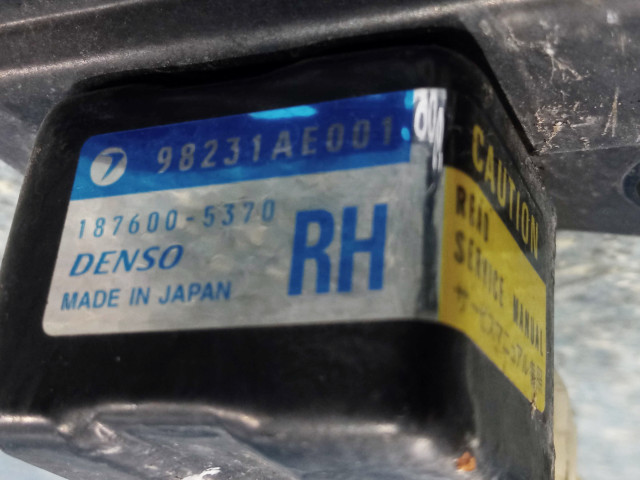 98231AE001
187600-5370
DENSO
RH
MADE IN JAPAN
CAUTION
READ
SERVICE MANUAL